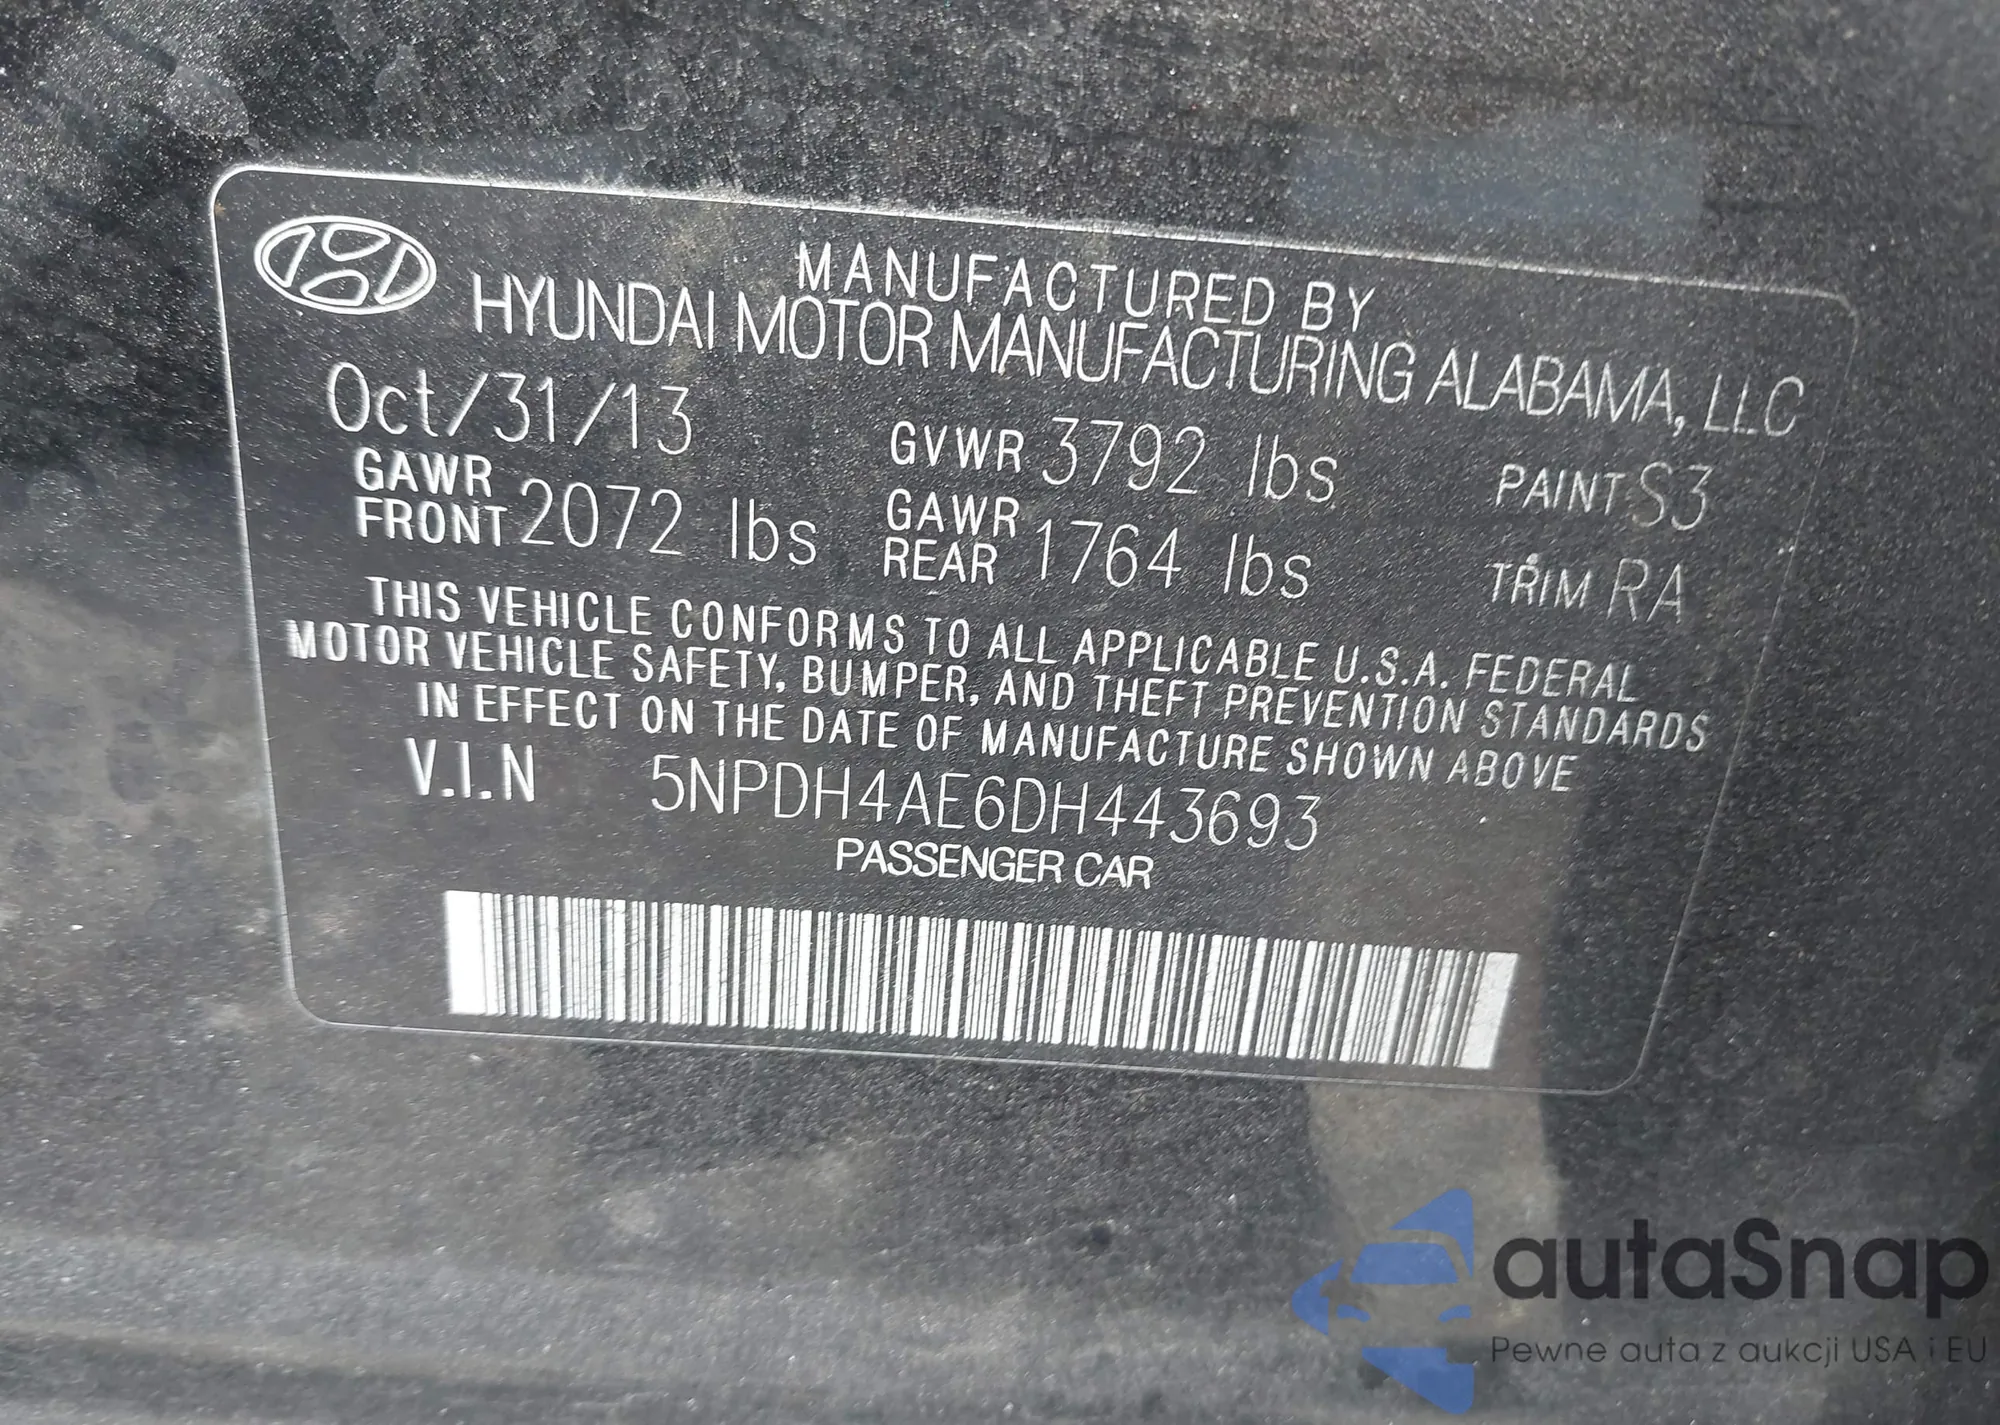 MANUFACTURED BY
HYUNDAI MOTOR MANUFACTURING ALABAMA, LLC
Oct/31/13 GVWR 3792 lbs PAINT S3
GAWR FRONT 2072 lbs GAWR REAR 1764 lbs TRIM RA
THIS VEHICLE CONFORMS TO ALL APPLICABLE U.S.A. FEDERAL
MOTOR VEHICLE SAFETY, BUMPER, AND THEFT PREVENTION STANDARDS
IN EFFECT ON THE DATE OF MANUFACTURE SHOWN ABOVE
V.I.N 5NPDH4AE6DH443693
PASSENGER CAR
autaSnap
Pewne auta z aukcji USA i EU